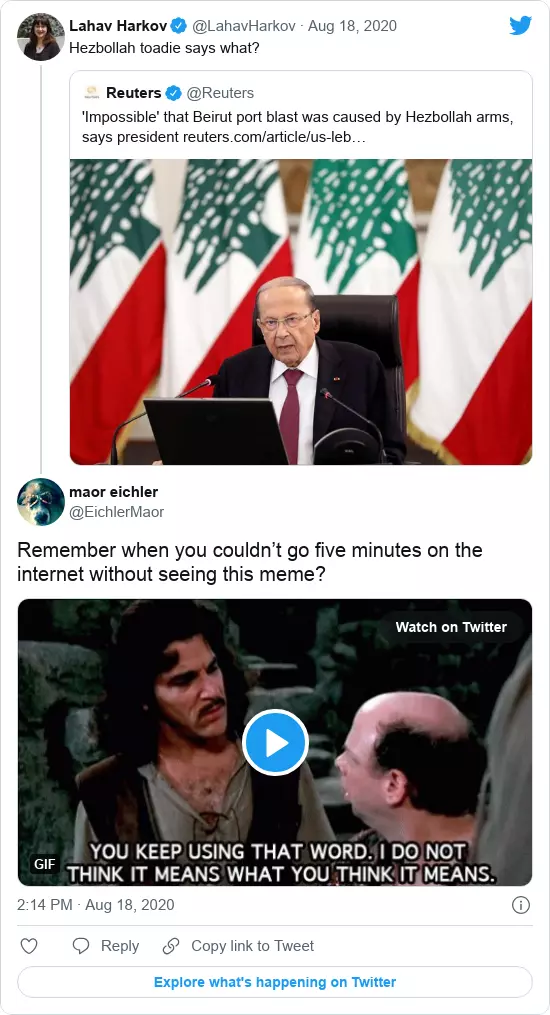 Lahav Harkov @LahavHarkov · Aug 18, 2020
Hezbollah toadie says what?
Reuters @Reuters
'Impossible' that Beirut port blast was caused by Hezbollah arms,
says president reuters.com/article/us-leb…
maor eichler
@EichlerMaor
Remember when you couldn’t go five minutes on the
internet without seeing this meme?
Watch on Twitter
YOU KEEP USING THAT WORD. I DO NOT
THINK IT MEANS WHAT YOU THINK IT MEANS.
GIF
2:14 PM · Aug 18, 2020
Reply
Copy link to Tweet
Explore what's happening on Twitter